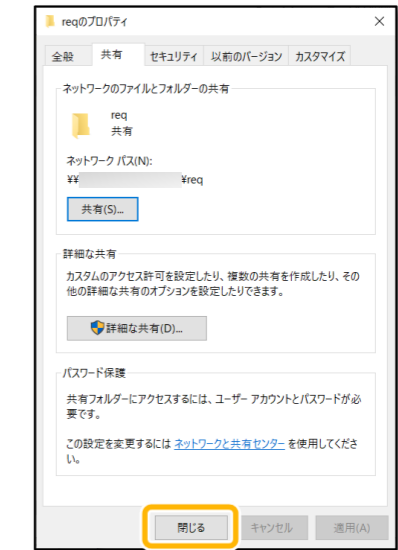 reqのプロパティ
全般 共有 セキュリティ 以前のバージョン カスタマイズ
ネットワークのファイルとフォルダーの共有
req
共有
ネットワーク パス(N):
¥¥ ¥req
共有(S)...
詳細な共有
カスタムのアクセス許可を設定したり、複数の共有を作成したり、その
他の詳細な共有のオプションを設定したりできます。
詳細な共有(D)...
パスワード保護
共有フォルダーにアクセスするには、ユーザー アカウントとパスワードが必
要です。
この設定を変更するには ネットワークと共有センター を使用してくださ
い。
閉じる キャンセル 適用(A)